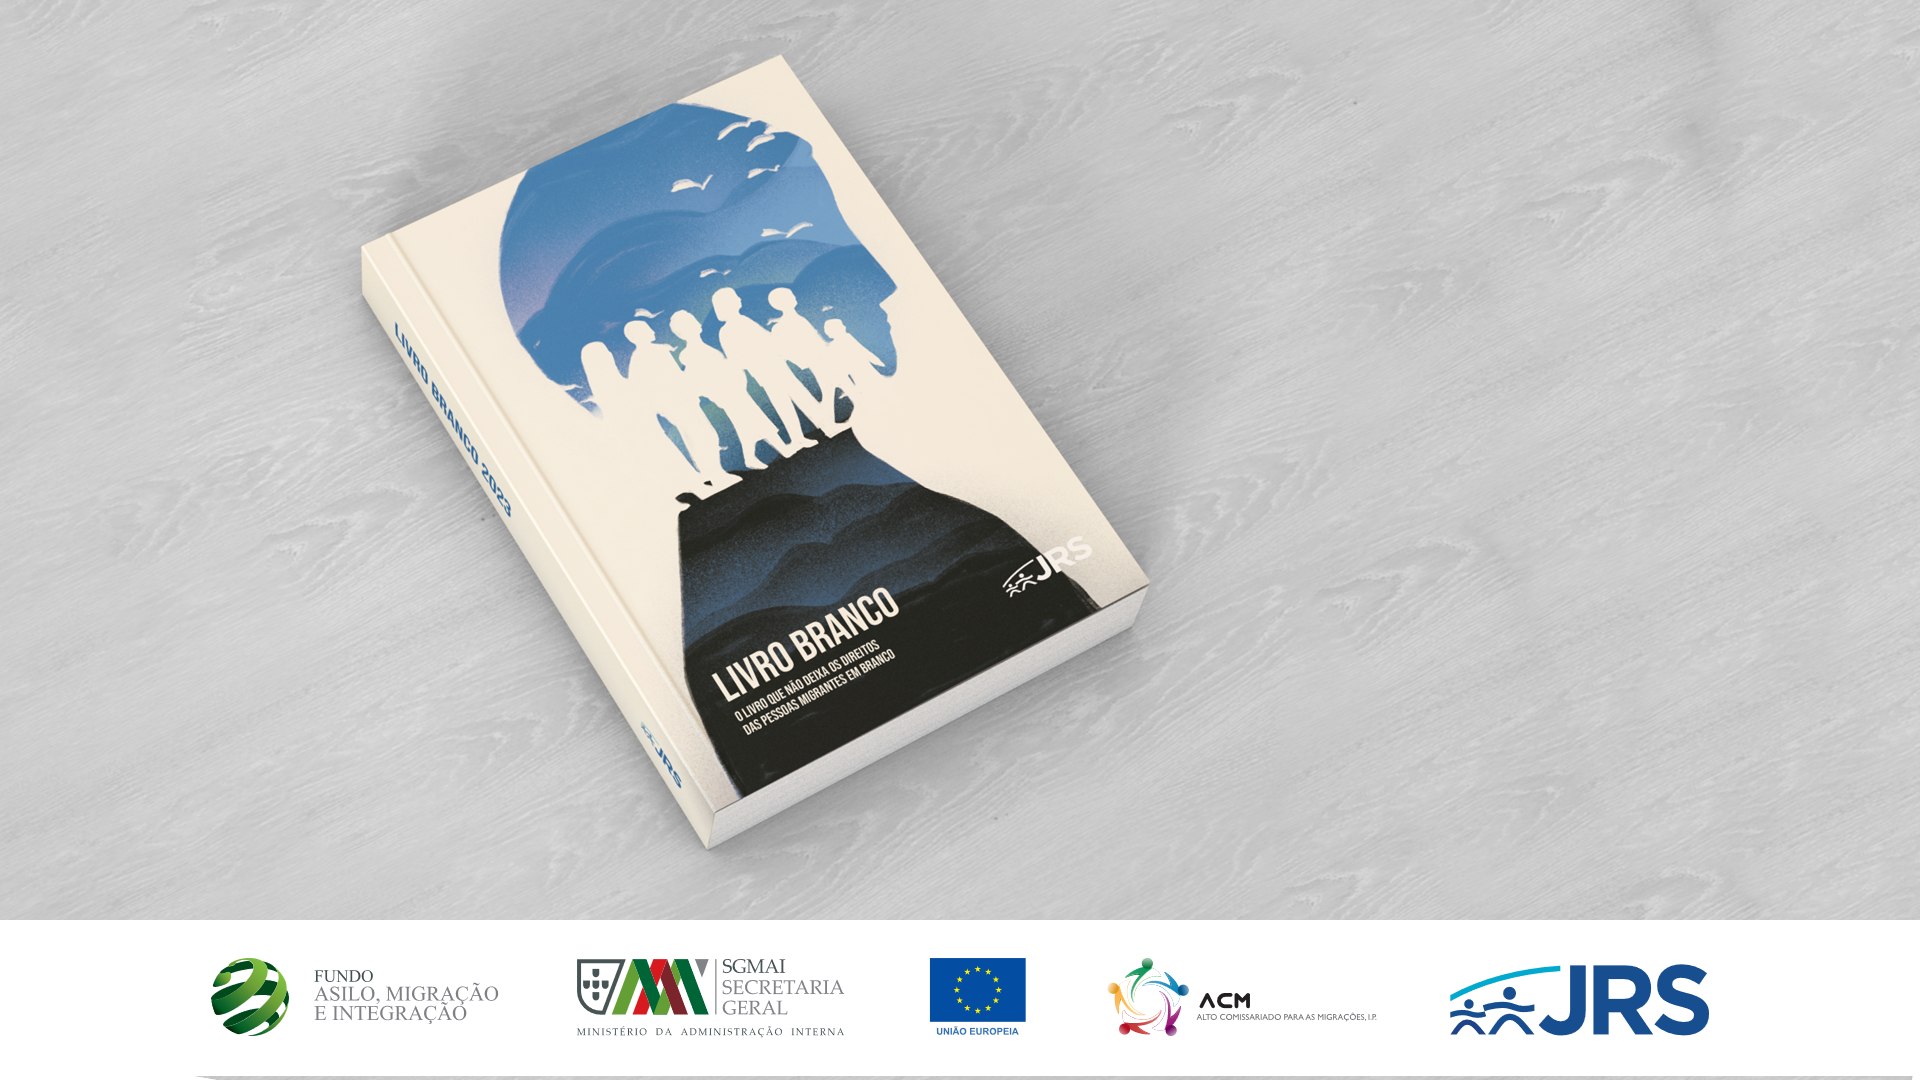 LIVRO BRANCO 2023
JRS
JRS
LIVRO BRANCO
O LIVRO QUE NÃO DEIXA OS DIREITOS
DAS PESSOAS MIGRANTES EM BRANCO
FUNDO
ASILO, MIGRAÇÃO
E INTEGRAÇÃO
SGMAI
SECRETARIA
GERAL
MINISTÉRIO DA ADMINISTRAÇÃO INTERNA
UNIÃO EUROPEIA
ACM
ALTO COMISSARIADO PARA AS MIGRAÇÕES, I.P.
JRS